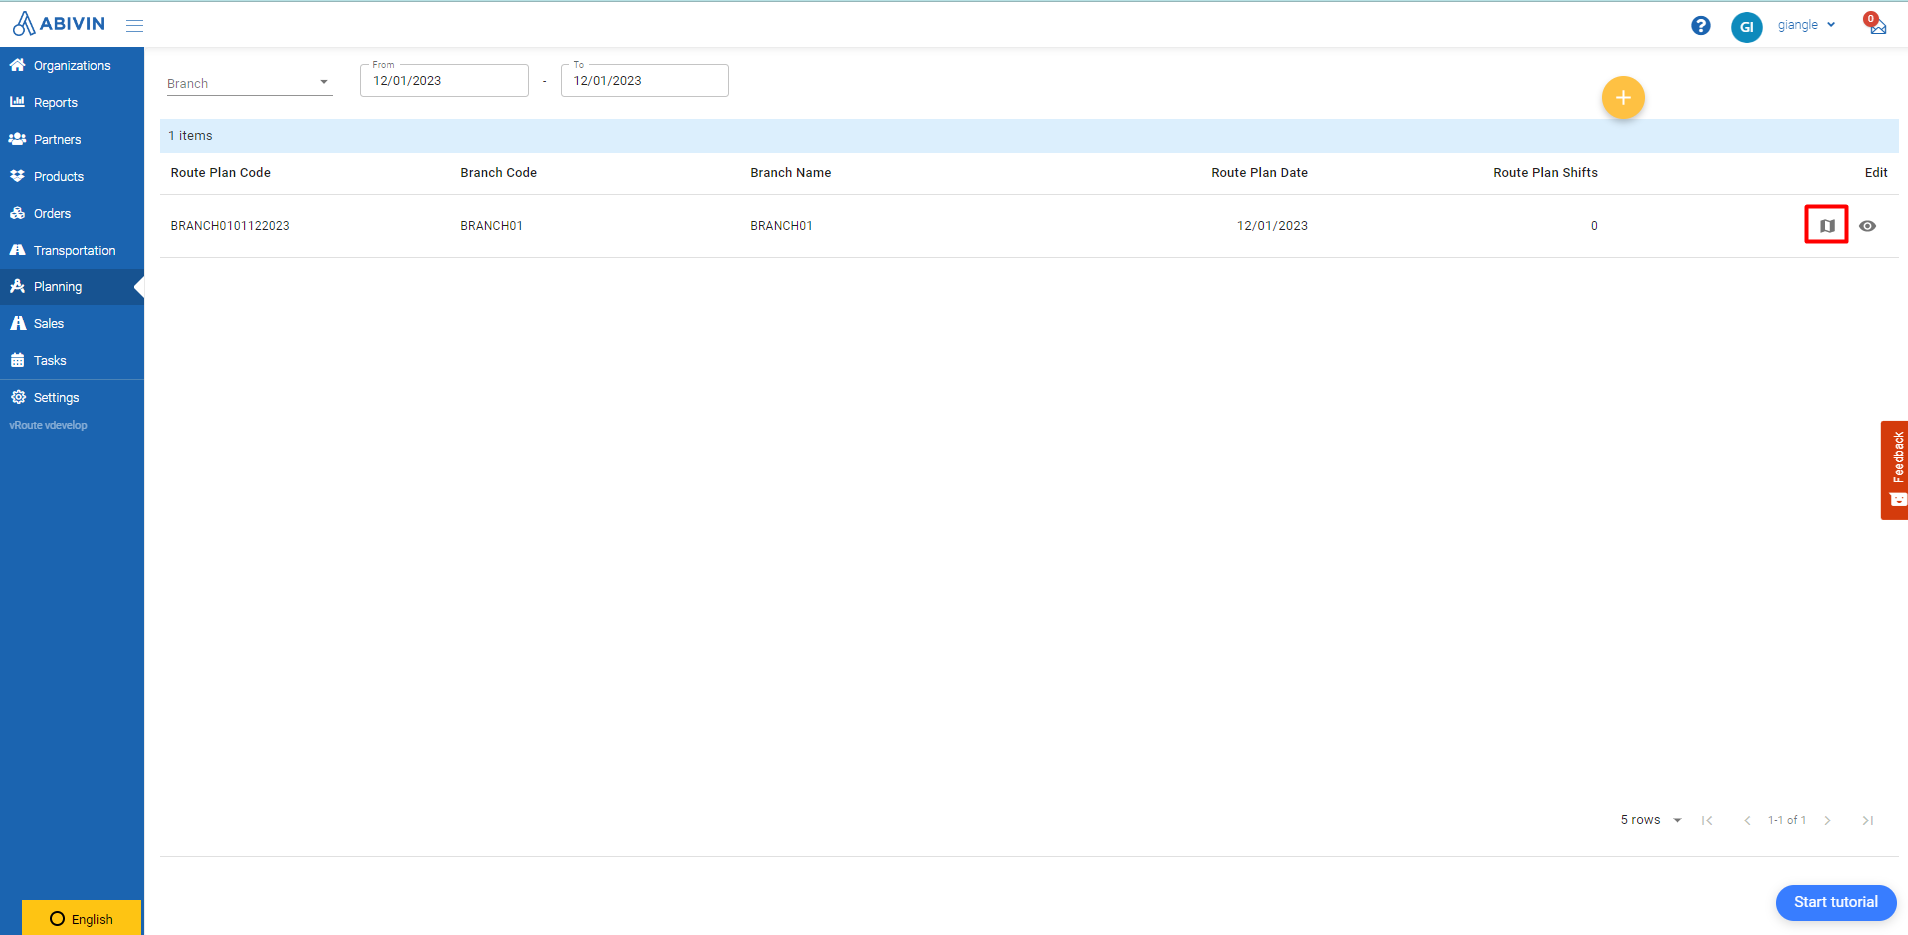 ABIVIN
GI
giangle
0
Organizations
Reports
Partners
Products
Orders
Transportation
Planning
Sales
Tasks
Settings
vRoute vdevelop
English
Branch
From
12/01/2023
-
To
12/01/2023
+
1 items
Route Plan Code Branch Code Branch Name Route Plan Date Route Plan Shifts Edit
BRANCH0101122023 BRANCH01 BRANCH01 12/01/2023 0
Feedback
5 rows 1-1 of 1
Start tutorial